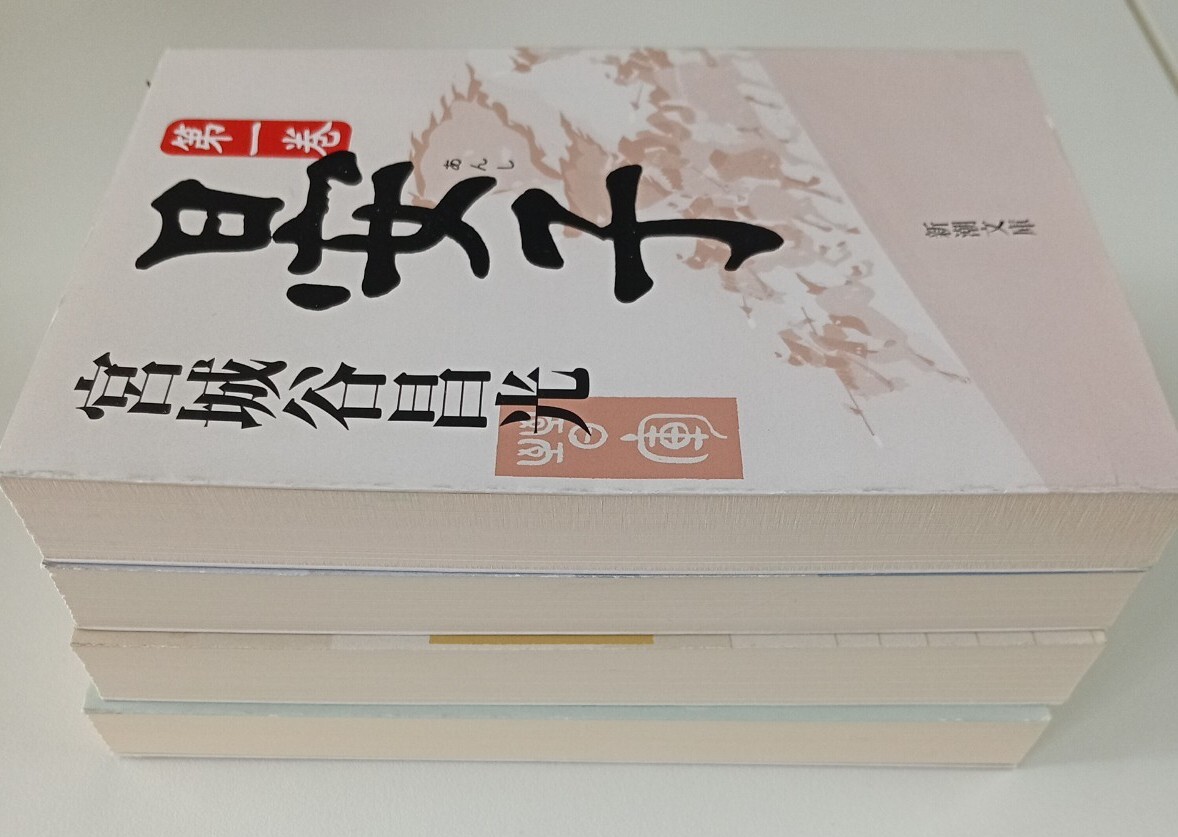 第一巻
晏子
あんし
宮城谷昌光
新潮文庫